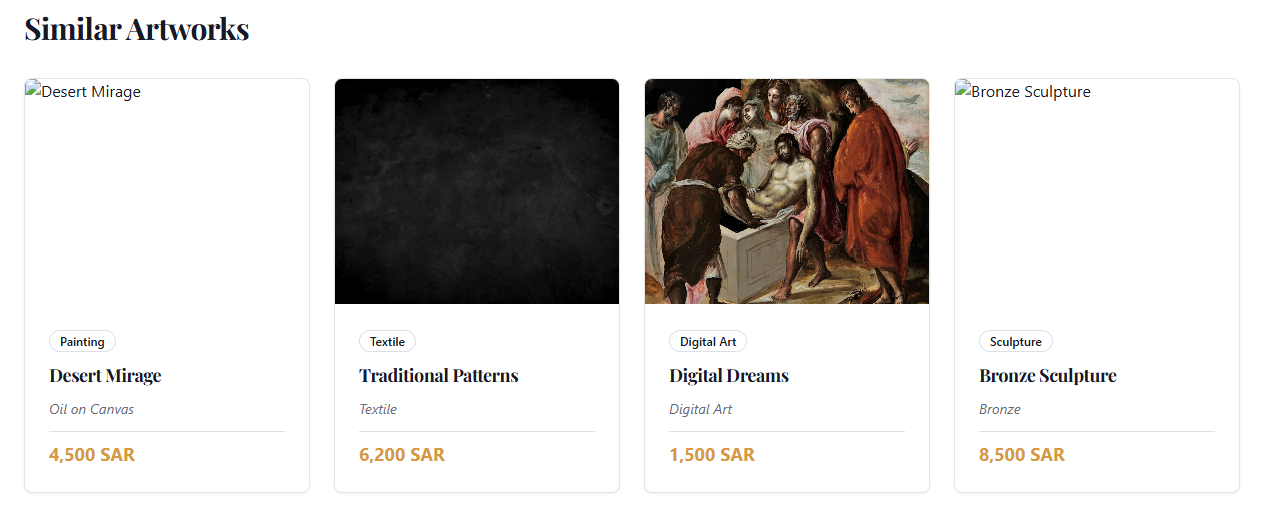 Similar Artworks
Desert Mirage
Bronze Sculpture
Painting
Desert Mirage
Oil on Canvas
4,500 SAR
Textile
Traditional Patterns
Textile
6,200 SAR
Digital Art
Digital Dreams
Digital Art
1,500 SAR
Sculpture
Bronze Sculpture
Bronze
8,500 SAR